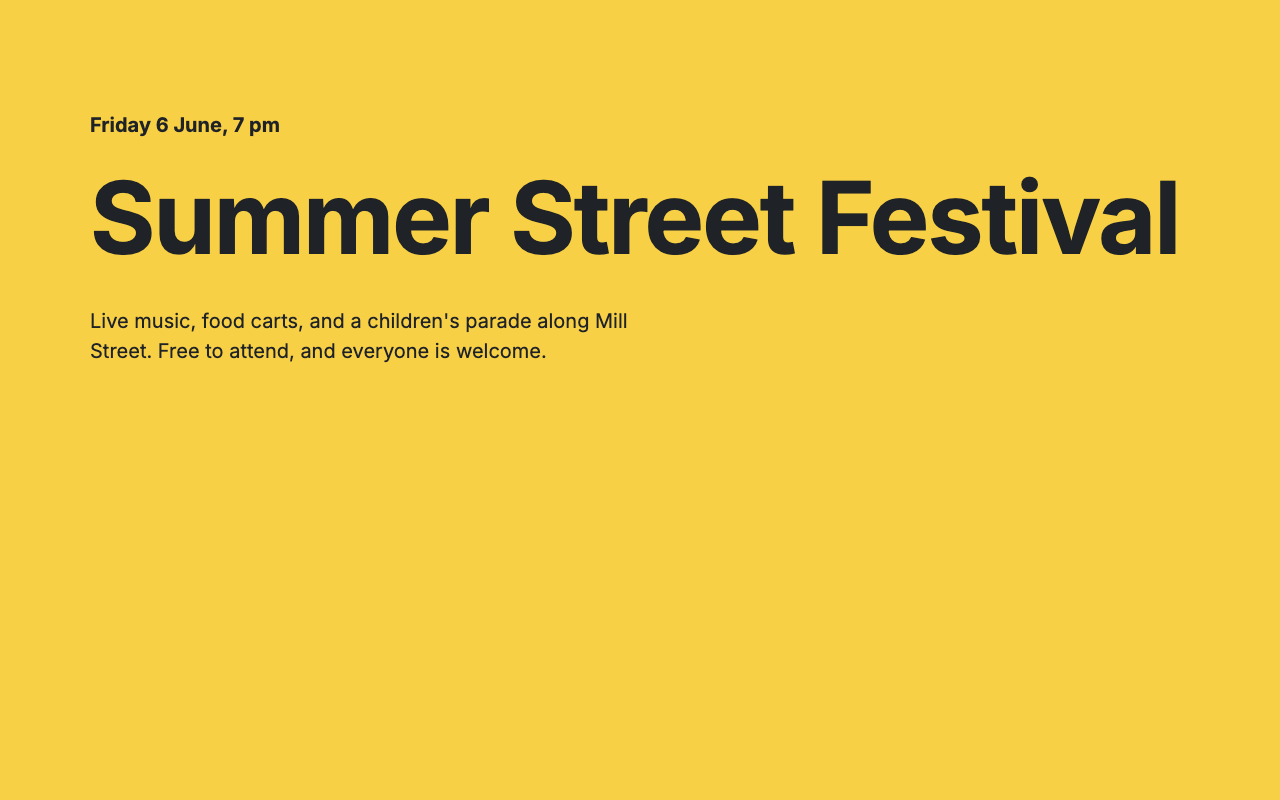 Friday 6 June, 7 pm
Summer Street Festival
Live music, food carts, and a children's parade along Mill
Street. Free to attend, and everyone is welcome.